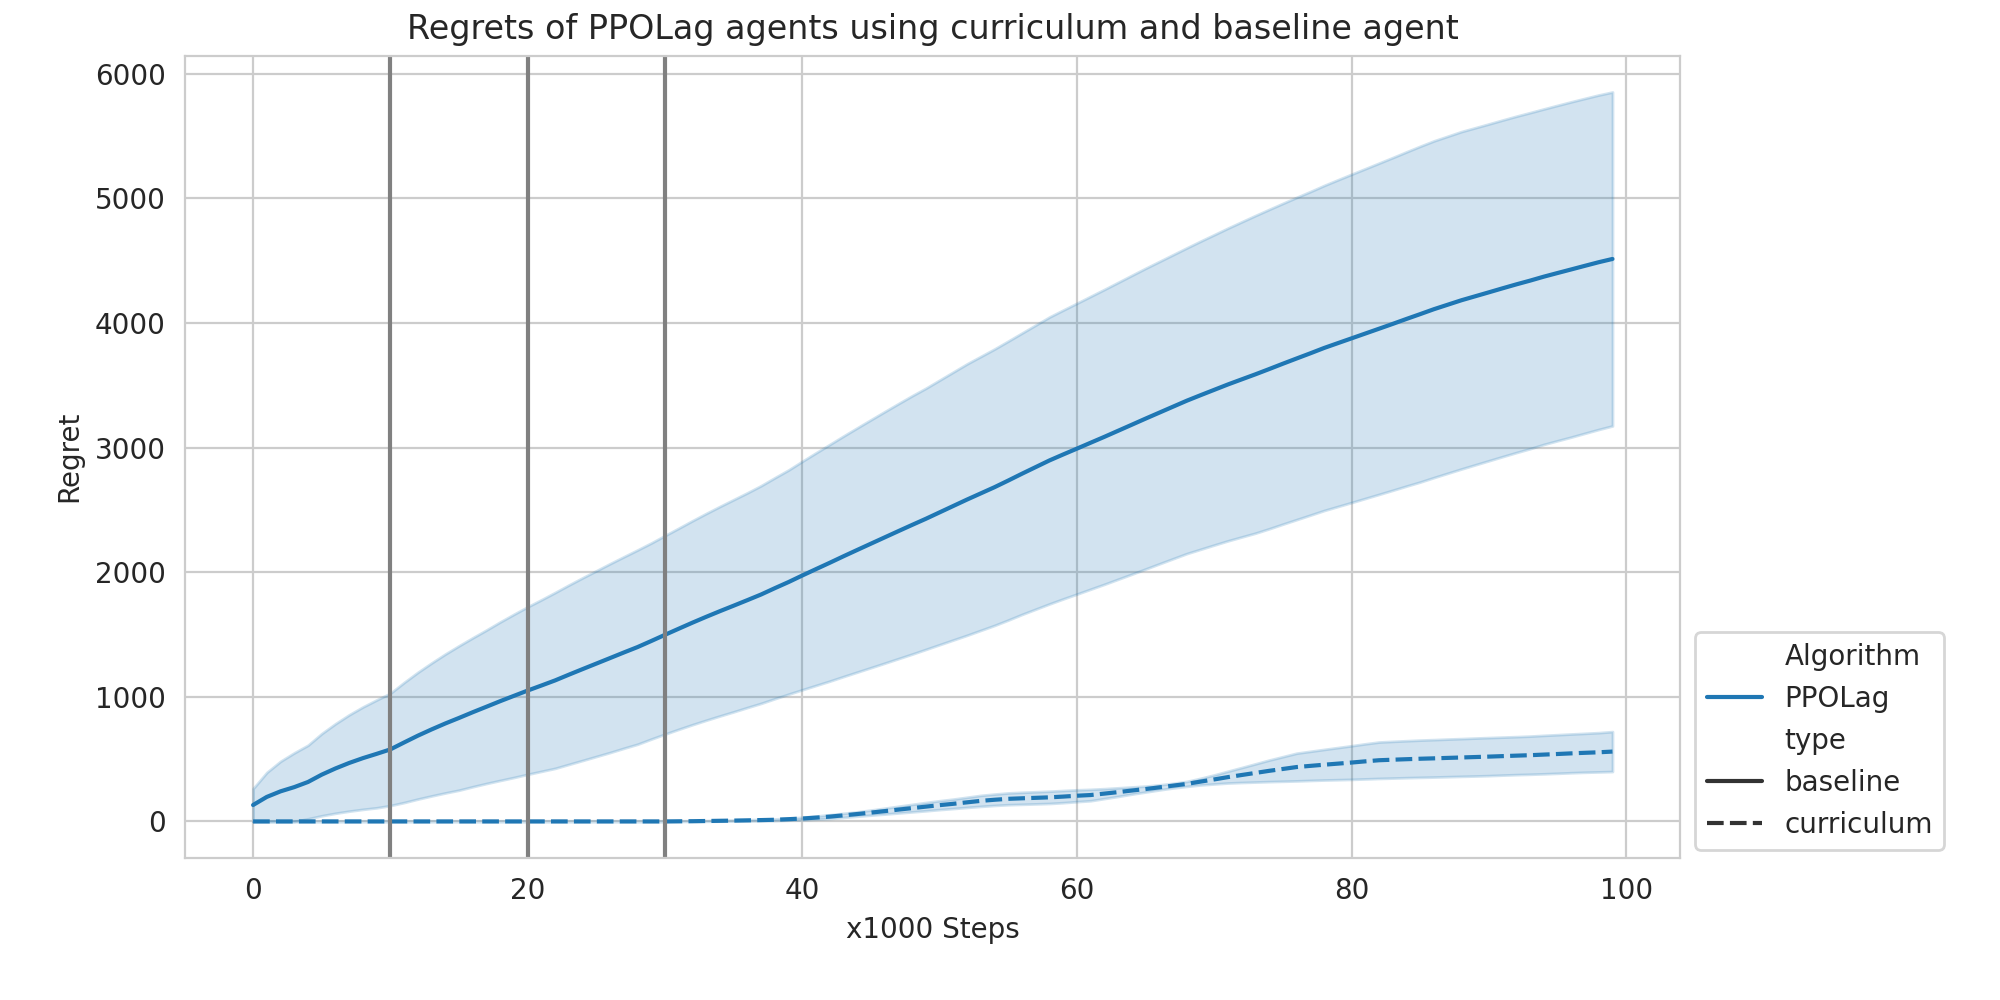 Regrets of PPOLag agents using curriculum and baseline agent
6000
5000
4000
3000
2000
1000
0
Regret
0 20 40 60 80 100
x1000 Steps
Algorithm
PPOLag
type
baseline
curriculum